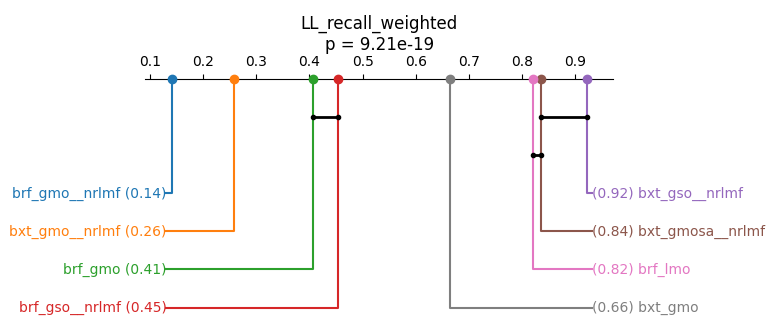 LL_recall_weighted
p = 9.21e-19
0.1 0.2 0.3 0.4 0.5 0.6 0.7 0.8 0.9
brf_gmo__nrlmf (0.14) (0.92) bxt_gso__nrlmf
bxt_gmo__nrlmf (0.26) (0.84) bxt_gmosa__nrlmf
brf_gmo (0.41) (0.82) brf_lmo
brf_gso__nrlmf (0.45) (0.66) bxt_gmo